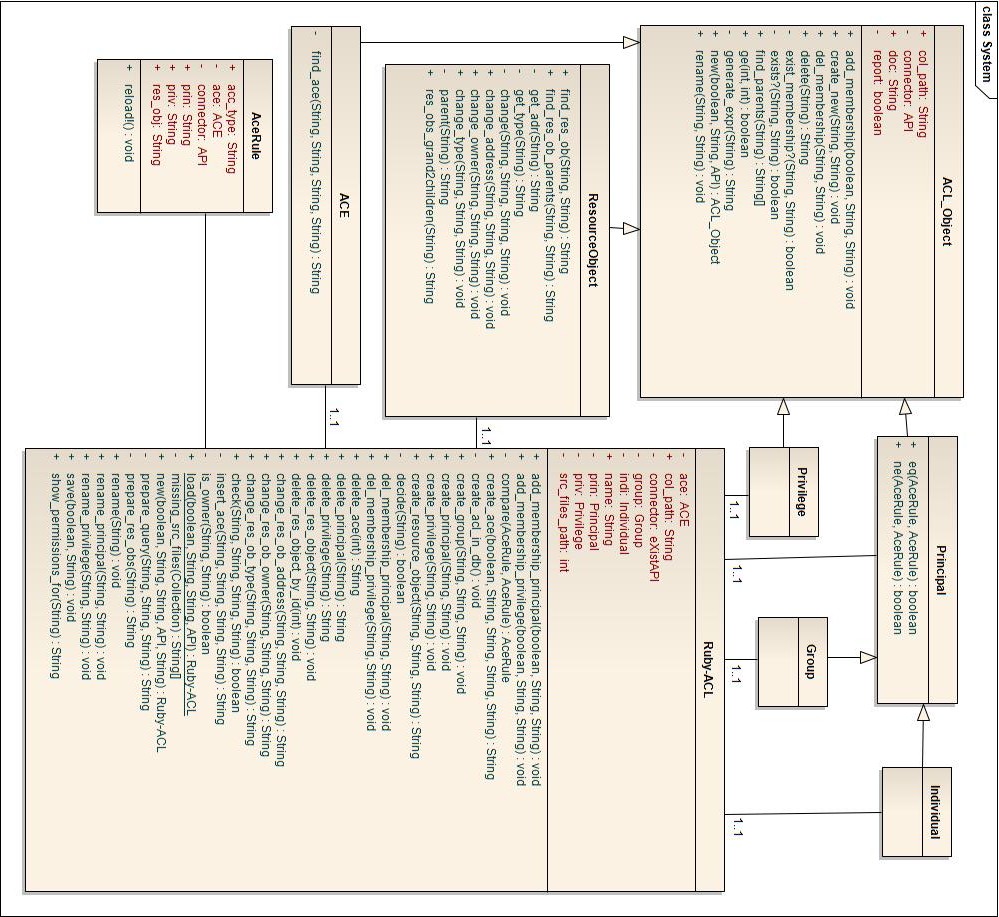 class System
ACL_Object
- col_path: String
- connector: API
+ doc: String
- report: boolean
+ add_membership(boolean, String, String) : void
+ create_new(String, String) : void
+ del_membership(String, String) : void
+ delete(String) : String
- exist_membership?(String, String) : boolean
- exists?(String, String) : boolean
+ find_parents(String) : String[]
+ ge(int, int) : boolean
- generate_expr(String) : String
+ new(boolean, String, API) : ACL_Object
+ rename(String, String) : void
Principal
+ eq(AceRule, AceRule) : boolean
+ ne(AceRule, AceRule) : boolean
Individual
Privilege
Group
ResourceObject
+ find_res_ob(String, String) : String
+ find_res_ob_parents(String, String) : String
- get_adr(String) : String
- get_type(String) : String
- change(String, String, String, String) : void
+ change_address(String, String, String) : void
+ change_owner(String, String, String) : void
+ change_type(String, String, String) : void
- parent(String) : String
+ res_obs_grand2children(String) : String
ACE
- find_ace(String, String, String, String) : String
AceRule
+ acc_type: String
- ace: ACE
- connector: API
+ prin: String
+ priv: String
+ res_obj: String
+ reload!() : void
Ruby-ACL
- ace: ACE
+ col_path: String
- connector: eXistAPI
- group: Group
- indi: Individual
+ name: String
- prin: Principal
- priv: Privilege
- src_files_path: int
+ add_membership_principal(boolean, String, String) : void
+ add_membership_privilege(boolean, String, String) : void
- compare(AceRule, AceRule) : AceRule
+ create_ace(boolean, String, String, String, String) : String
- create_acl_in_db() : void
+ create_group(String, String, String) : void
+ create_principal(String, String) : void
+ create_privilege(String, String) : void
+ create_resource_object(String, String, String) : String
- decide(String) : boolean
+ del_membership_principal(String, String) : void
+ del_membership_privilege(String, String) : void
+ delete_ace(int) : String
+ delete_principal(String) : String
+ delete_privilege(String) : String
+ delete_res_object(String, String) : void
+ delete_res_object_by_id(int) : void
+ change_res_ob_address(String, String, String) : String
+ change_res_ob_owner(String, String, String) : String
+ change_res_ob_type(String, String, String) : String
+ check(String, String, String, String) : boolean
- insert_ace(String, String, String, String) : String
- is_owner(String, String) : boolean
+ load(boolean, String, String, API) : Ruby-ACL
- missing_src_files(Collection) : String[]
+ new(boolean, String, String, API, String) : Ruby-ACL
- prepare_query(String, String, String) : String
- prepare_res_obs(String) : String
+ rename(String) : void
+ rename_principal(String, String) : void
+ rename_privilege(String, String) : void
+ save(boolean, String) : void
+ show_permissions_for(String) : String
1..1
1..1
1..1
1..1
1..1
1..1